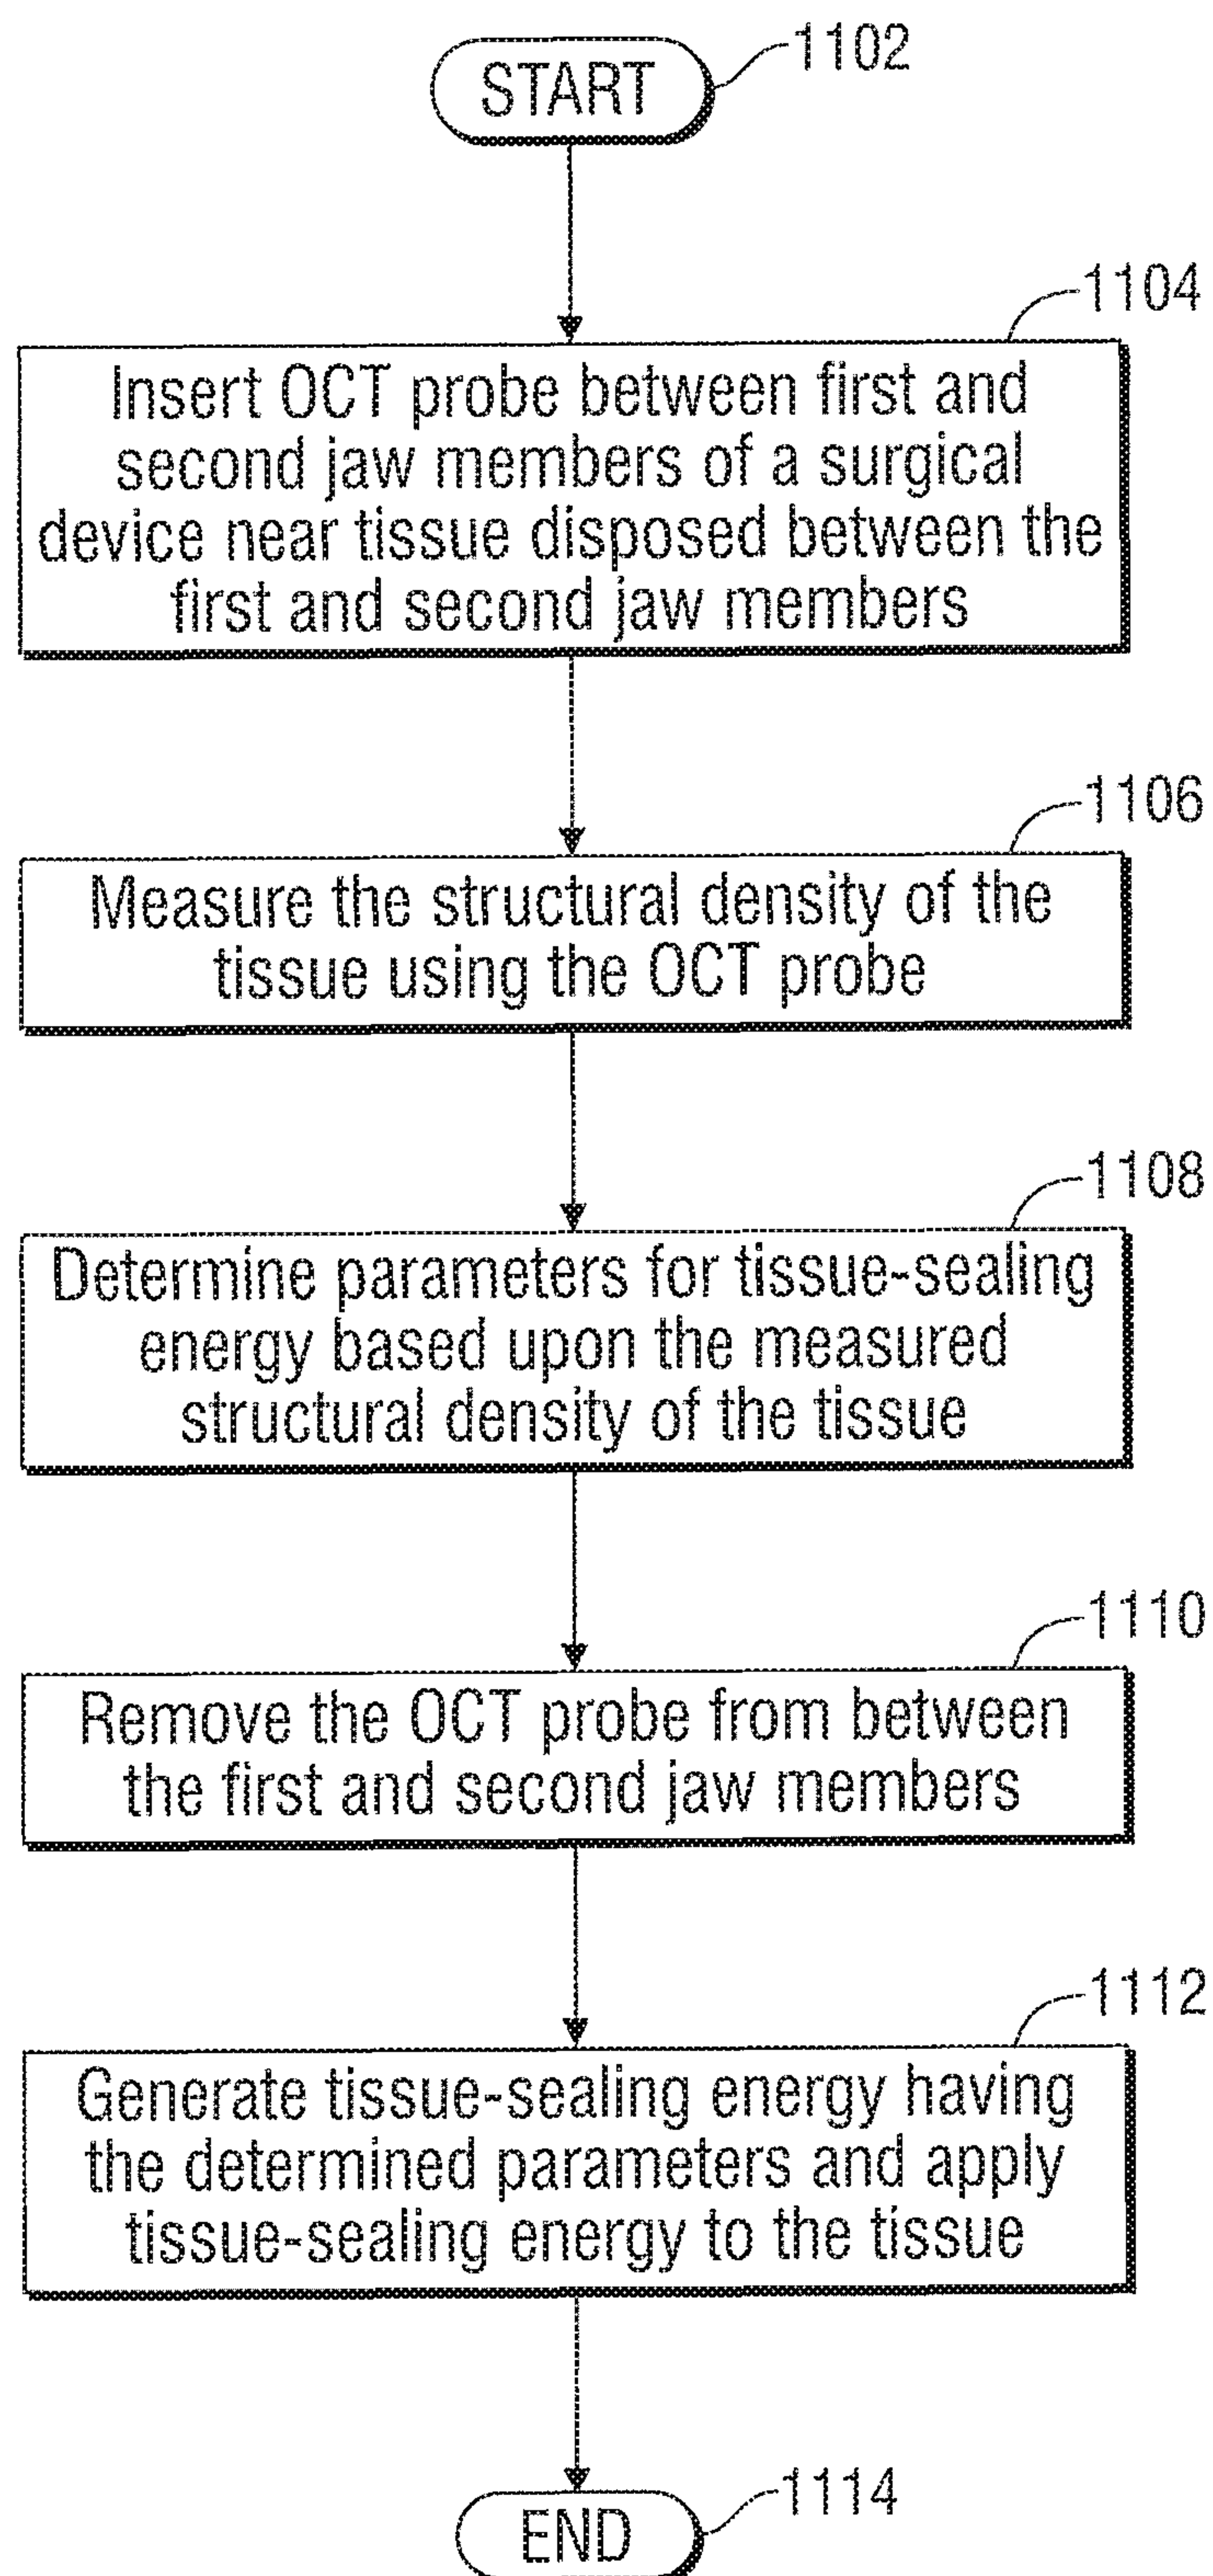 START
1102
1104
Insert OCT probe between first and
second jaw members of a surgical
device near tissue disposed between the
first and second jaw members
1106
Measure the structural density of the
tissue using the OCT probe
1108
Determine parameters for tissue-sealing
energy based upon the measured
structural density of the tissue
1110
Remove the OCT probe from between
the first and second jaw members
1112
Generate tissue-sealing energy having
the determined parameters and apply
tissue-sealing energy to the tissue
1114
END